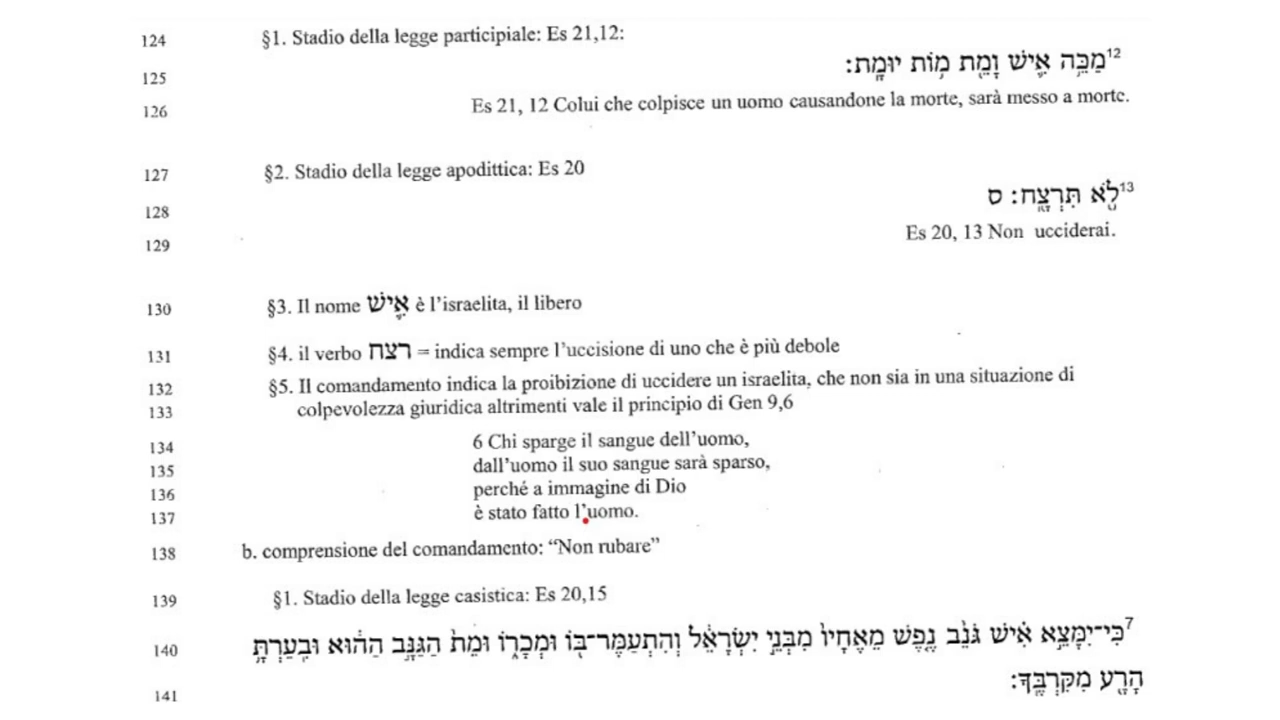 124 §1. Stadio della legge participiale: Es 21,12:
125 ¹²מַכֵּ֥ה אִ֛ישׁ וָמֵ֖ת מ֥וֹת יוּמָֽת׃
126 Es 21, 12 Colui che colpisce un uomo causandone la morte, sarà messo a morte.
127 §2. Stadio della legge apodittica: Es 20
128 ¹³לֹ֖֣א תִּרְצָֽ֖ח׃ ס
129 Es 20, 13 Non ucciderai.
130 §3. Il nome אִ֛ישׁ è l’israelita, il libero
131 §4. il verbo רצח = indica sempre l’uccisione di uno che è più debole
132 §5. Il comandamento indica la proibizione di uccidere un israelita, che non sia in una situazione di
133 colpevolezza giuridica altrimenti vale il principio di Gen 9,6
134 6 Chi sparge il sangue dell’uomo,
135 dall’uomo il suo sangue sarà sparso,
136 perché a immagine di Dio
137 è stato fatto l’uomo.
138 b. comprensione del comandamento: “Non rubare”
139 §1. Stadio della legge casistica: Es 20,15
140 ⁷כִּי־יִמָּצֵ֣א אִ֗ישׁ גֹּנֵ֨ב נֶ֤פֶשׁ מֵאֶחָיו֙ מִבְּנֵ֣י יִשְׂרָאֵ֔ל וְהִתְעַמֶּר־בּ֖וֹ וּמְכָר֑וֹ וּמֵת֙ הַגַּנָּ֣ב הַה֔וּא וּבִֽעַרְתָּ֥
141 הָרָ֖ע מִקִּרְבֶּֽךָ׃